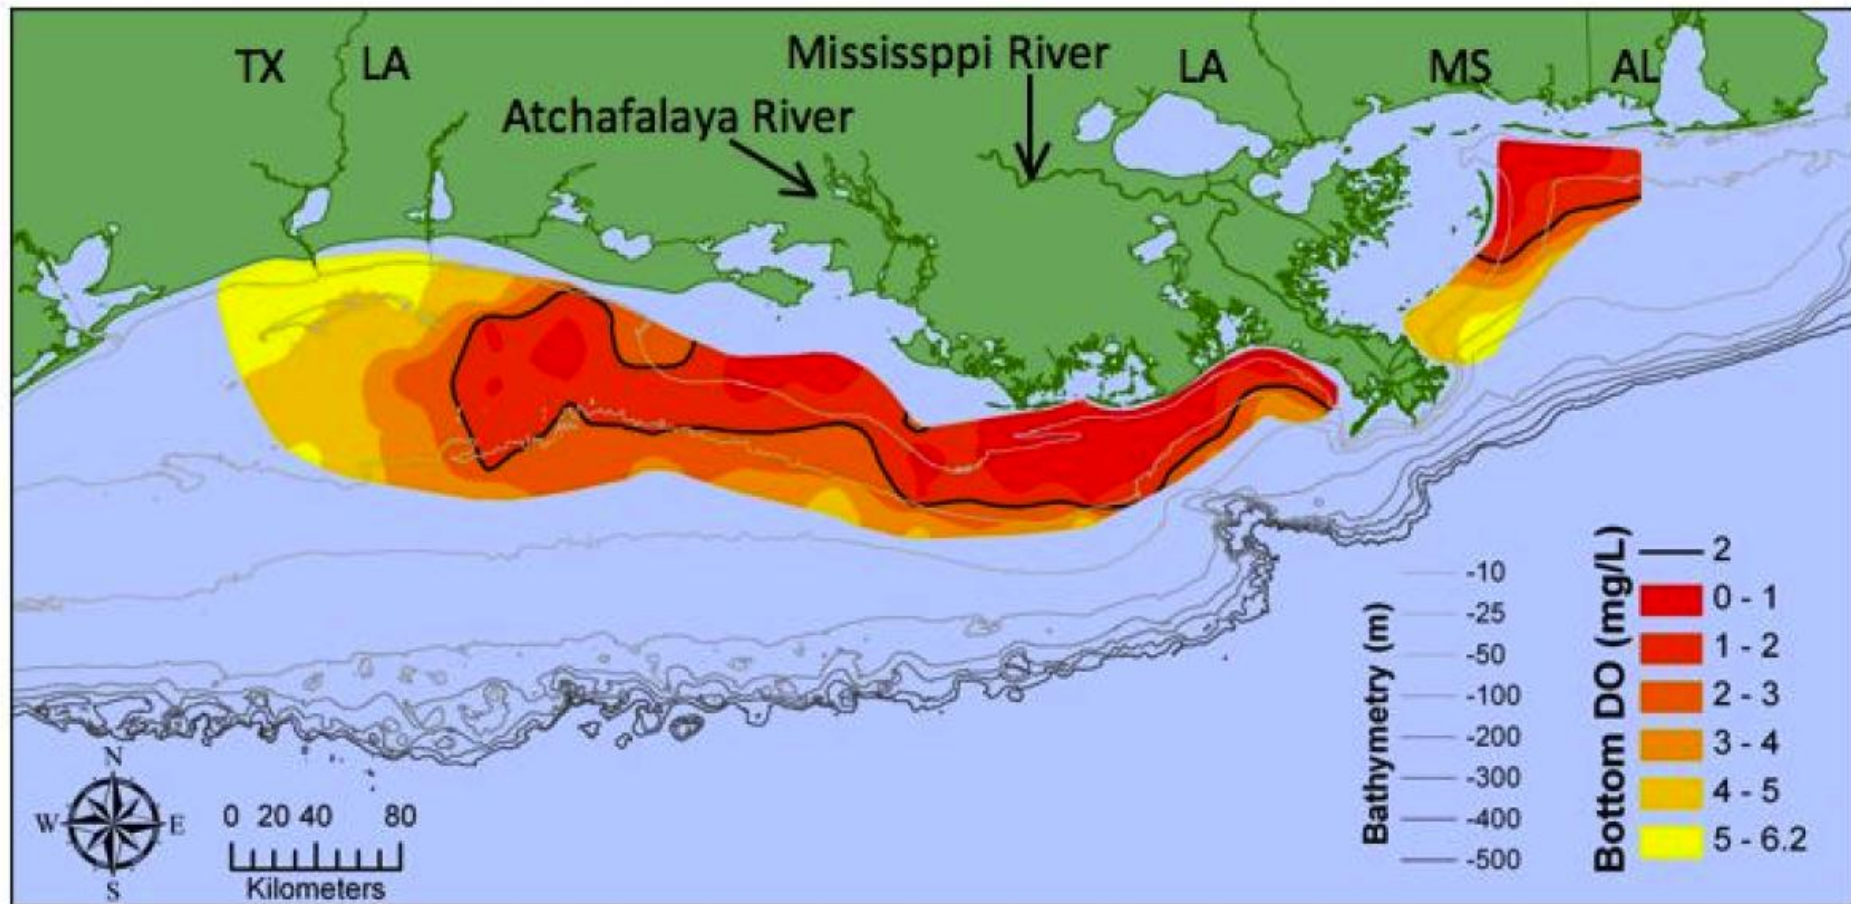 TX
LA
Mississppi River
LA
MS
AL
Atchafalaya River
Bathymetry (m)
-10
-25
-50
-100
-200
-300
-400
-500
Bottom DO (mg/L)
2
0 - 1
1 - 2
2 - 3
3 - 4
4 - 5
5 - 6.2
N
W
E
S
0 20 40 80
Kilometers